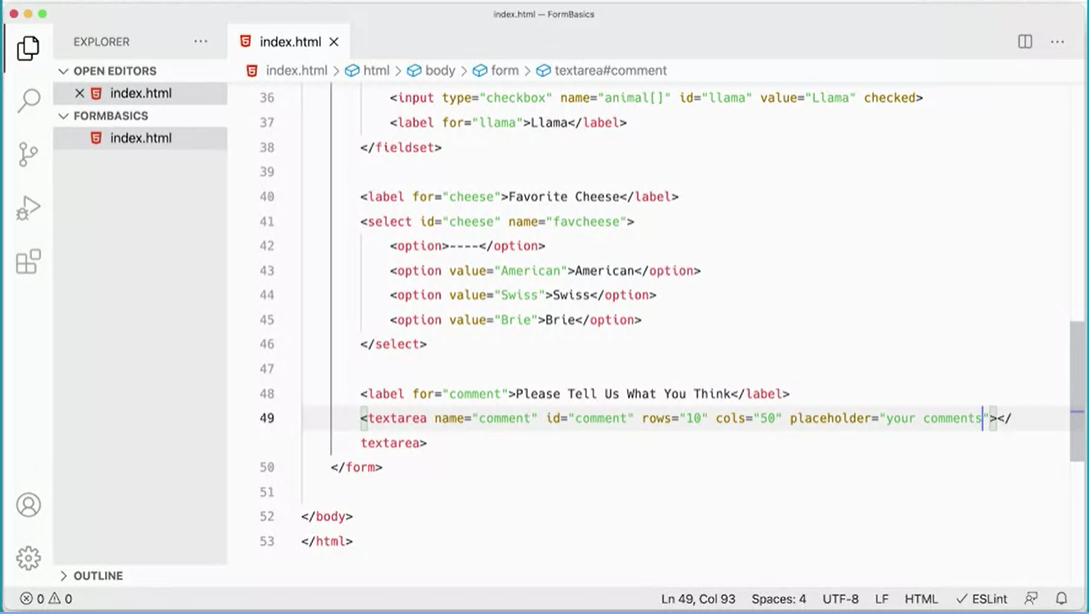 index.html — FormBasics
EXPLORER ...
index.html ×
...
OPEN EDITORS
index.html > html > body > form > textarea#comment
× index.html
FORMBASICS
index.html
36 <input type="checkbox" name="animal[]" id="llama" value="Llama" checked>
37 <label for="llama">Llama</label>
38 </fieldset>
39
40 <label for="cheese">Favorite Cheese</label>
41 <select id="cheese" name="favcheese">
42 <option>----</option>
43 <option value="American">American</option>
44 <option value="Swiss">Swiss</option>
45 <option value="Brie">Brie</option>
46 </select>
47
48 <label for="comment">Please Tell Us What You Think</label>
49 <textarea name="comment" id="comment" rows="10" cols="50" placeholder="your comments"></
textarea>
50 </form>
51
52 </body>
53 </html>
OUTLINE
0 0 Ln 49, Col 93 Spaces: 4 UTF-8 LF HTML ESLint